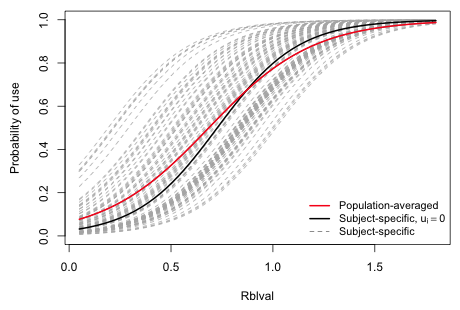 Probability of use
1.0
0.8
0.6
0.4
0.2
0.0
Population-averaged
Subject-specific, uᵢ = 0
Subject-specific
0.0 0.5 1.0 1.5
Rblval